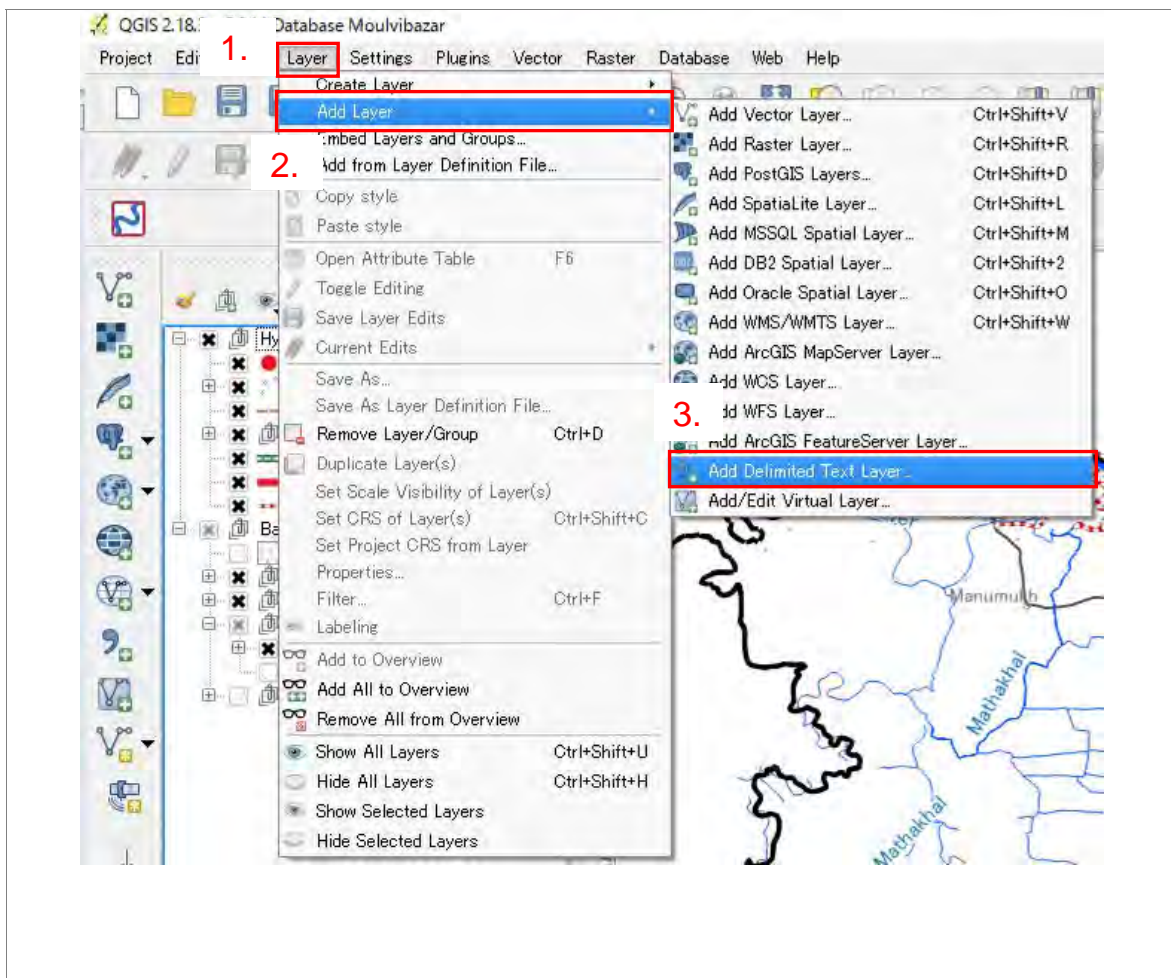 QGIS 2.18. Database Moulvibazar
1.
Project Edi Layer Settings Plugins Vector Raster Database Web Help
Create Layer
Add Layer
Embed Layers and Groups...
2.
Add from Layer Definition File...
Copy style
Paste style
Open Attribute Table F6
Toggle Editing
Save Layer Edits
Current Edits
Save As...
Save As Layer Definition File...
Remove Layer/Group Ctrl+D
Duplicate Layer(s)
Set Scale Visibility of Layer(s)
Set CRS of Layer(s) Ctrl+Shift+C
Set Project CRS from Layer
Properties...
Filter... Ctrl+F
Labeling
Add to Overview
Add All to Overview
Remove All from Overview
Show All Layers Ctrl+Shift+U
Hide All Layers Ctrl+Shift+H
Show Selected Layers
Hide Selected Layers
Add Vector Layer... Ctrl+Shift+V
Add Raster Layer... Ctrl+Shift+R
Add PostGIS Layers... Ctrl+Shift+D
Add SpatiaLite Layer... Ctrl+Shift+L
Add MSSQL Spatial Layer... Ctrl+Shift+M
Add DB2 Spatial Layer... Ctrl+Shift+2
Add Oracle Spatial Layer... Ctrl+Shift+O
Add WMS/WMTS Layer... Ctrl+Shift+W
Add ArcGIS MapServer Layer...
Add WCS Layer...
3.
Add WFS Layer...
Add ArcGIS FeatureServer Layer...
Add Delimited Text Layer...
Add/Edit Virtual Layer...
Hy
Ba
Manumukh
Mathakhai
Mathakhai